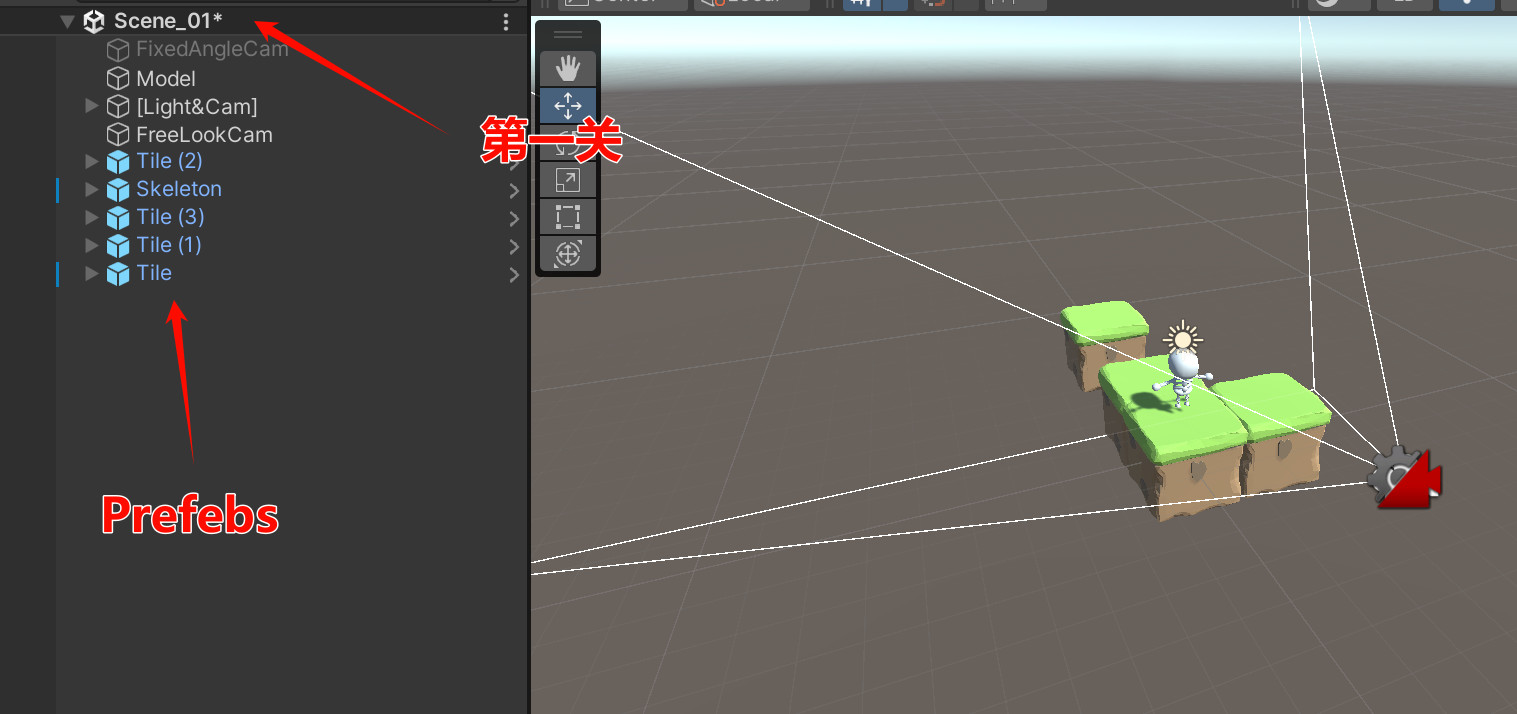 Scene_01*
FixedAngleCam
Model
[Light&Cam]
FreeLookCam
Tile (2)
Skeleton
Tile (3)
Tile (1)
Tile
第一关
Prefebs